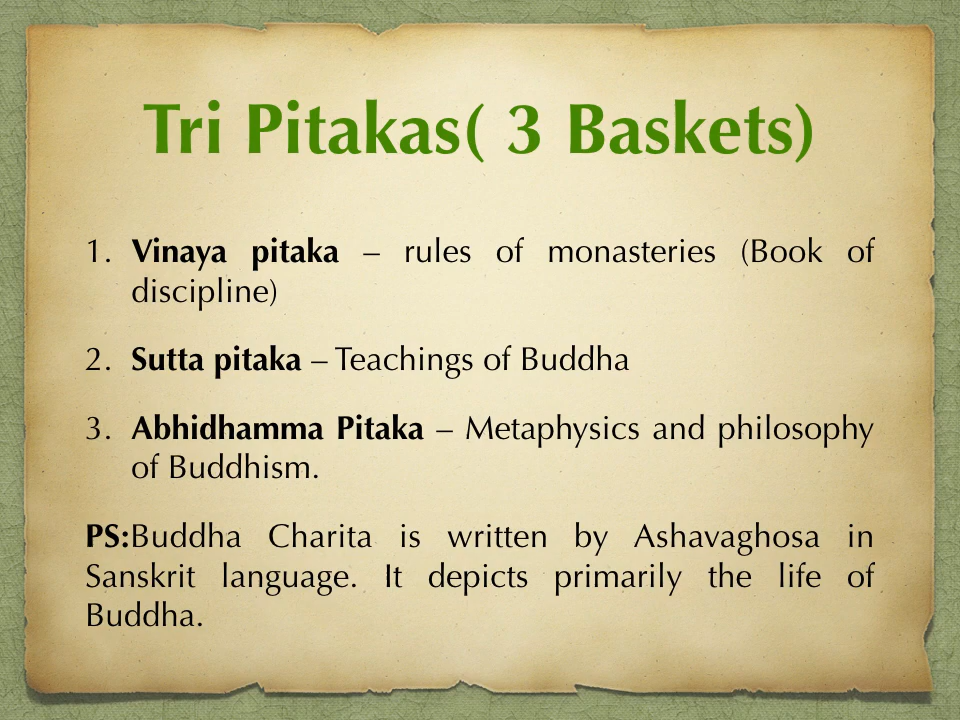 Tri Pitakas( 3 Baskets)
1. Vinaya pitaka – rules of monasteries (Book of
discipline)
2. Sutta pitaka – Teachings of Buddha
3. Abhidhamma Pitaka – Metaphysics and philosophy
of Buddhism.
PS:Buddha Charita is written by Ashavaghosa in
Sanskrit language. It depicts primarily the life of
Buddha.